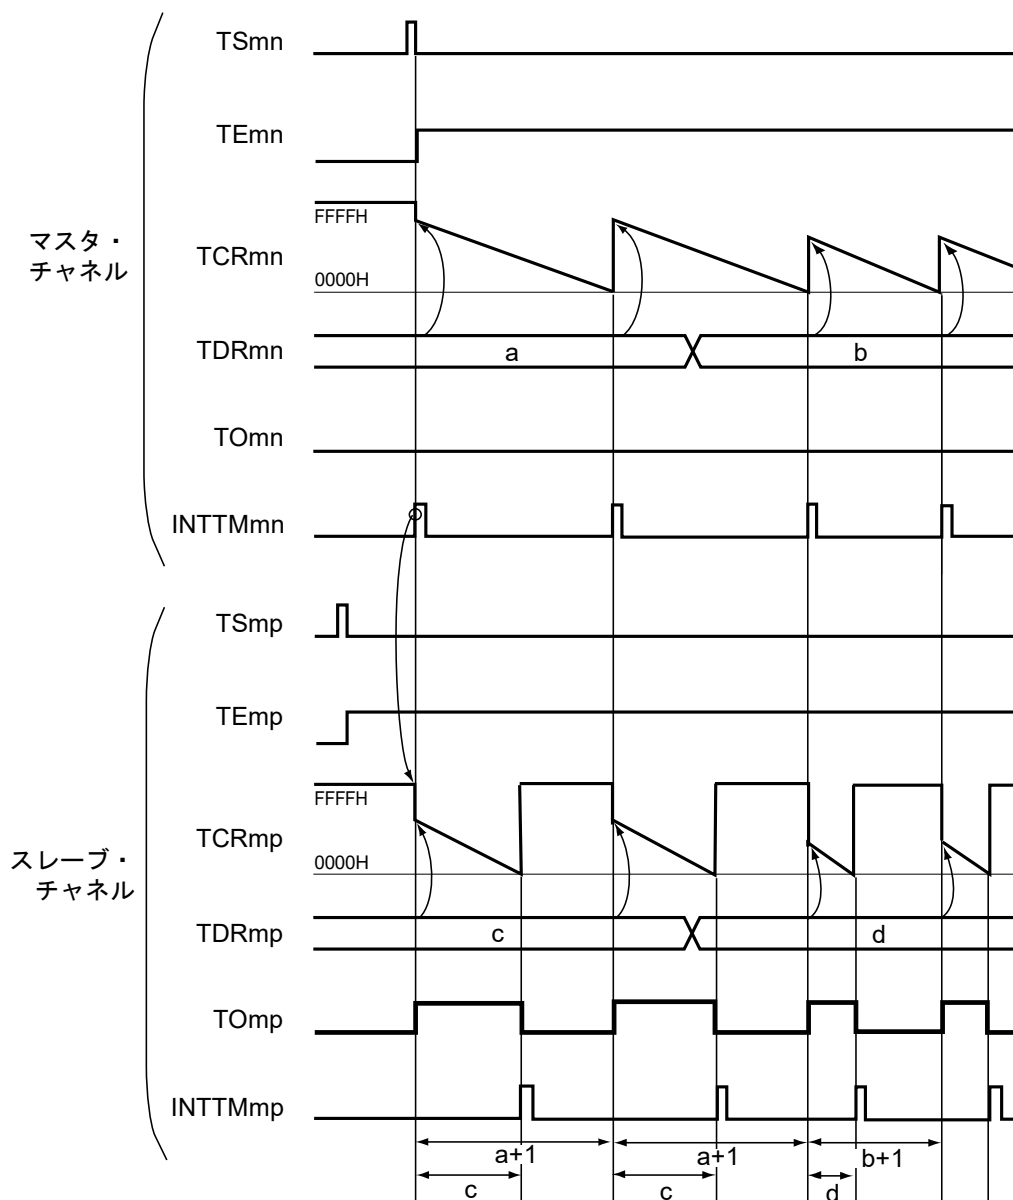 TSmn
TEmn
FFFFH
マスタ・
チャネル
TCRmn
0000H
TDRmn
a
b
TOmn
INTTMmn
TSmp
TEmp
FFFFH
TCRmp
0000H
スレーブ・
チャネル
TDRmp
c
d
TOmp
INTTMmp
a+1
a+1
b+1
c
c
d